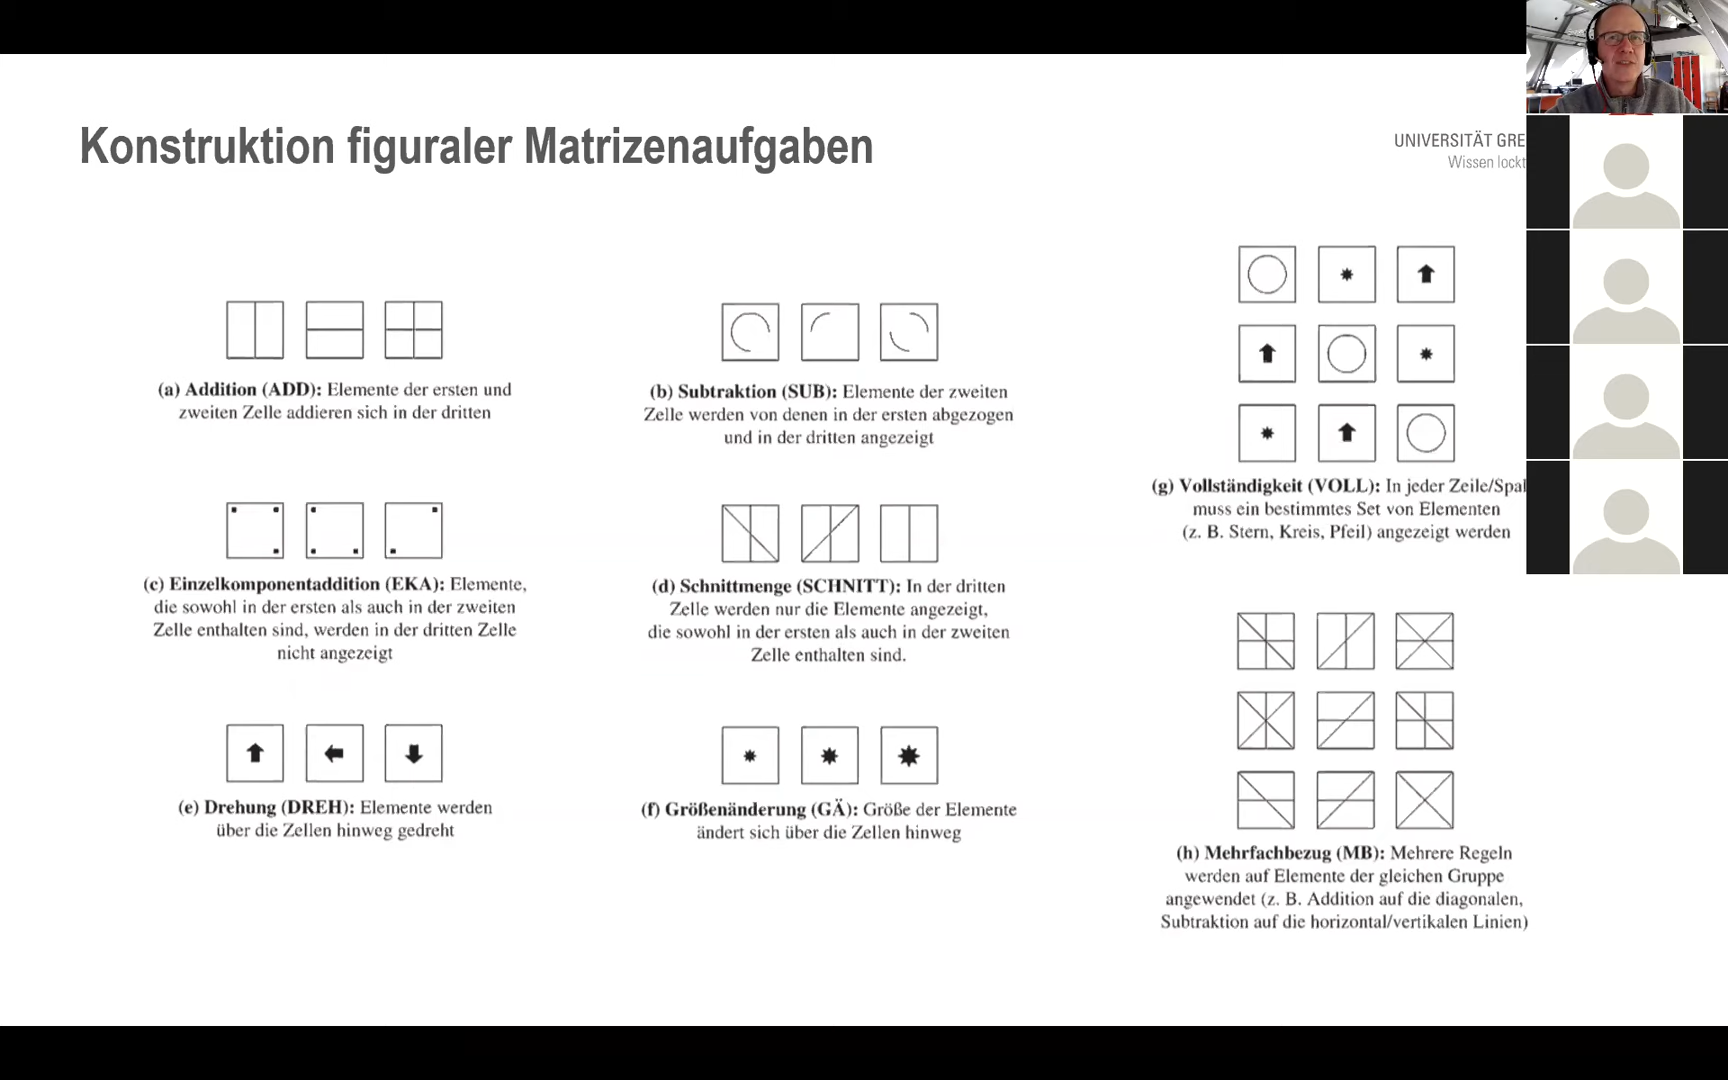 Konstruktion figuraler Matrizenaufgaben
UNIVERSITÄT GRE
Wissen lockt
(a) Addition (ADD): Elemente der ersten und
zweiten Zelle addieren sich in der dritten
(b) Subtraktion (SUB): Elemente der zweiten
Zelle werden von denen in der ersten abgezogen
und in der dritten angezeigt
(c) Einzelkomponentaddition (EKA): Elemente,
die sowohl in der ersten als auch in der zweiten
Zelle enthalten sind, werden in der dritten Zelle
nicht angezeigt
(d) Schnittmenge (SCHNITT): In der dritten
Zelle werden nur die Elemente angezeigt,
die sowohl in der ersten als auch in der zweiten
Zelle enthalten sind.
(e) Drehung (DREH): Elemente werden
über die Zellen hinweg gedreht
(f) Größenänderung (GÄ): Größe der Elemente
ändert sich über die Zellen hinweg
(g) Vollständigkeit (VOLL): In jeder Zeile/Spal
muss ein bestimmtes Set von Elementen
(z. B. Stern, Kreis, Pfeil) angezeigt werden
(h) Mehrfachbezug (MB): Mehrere Regeln
werden auf Elemente der gleichen Gruppe
angewendet (z. B. Addition auf die diagonalen,
Subtraktion auf die horizontal/vertikalen Linien)